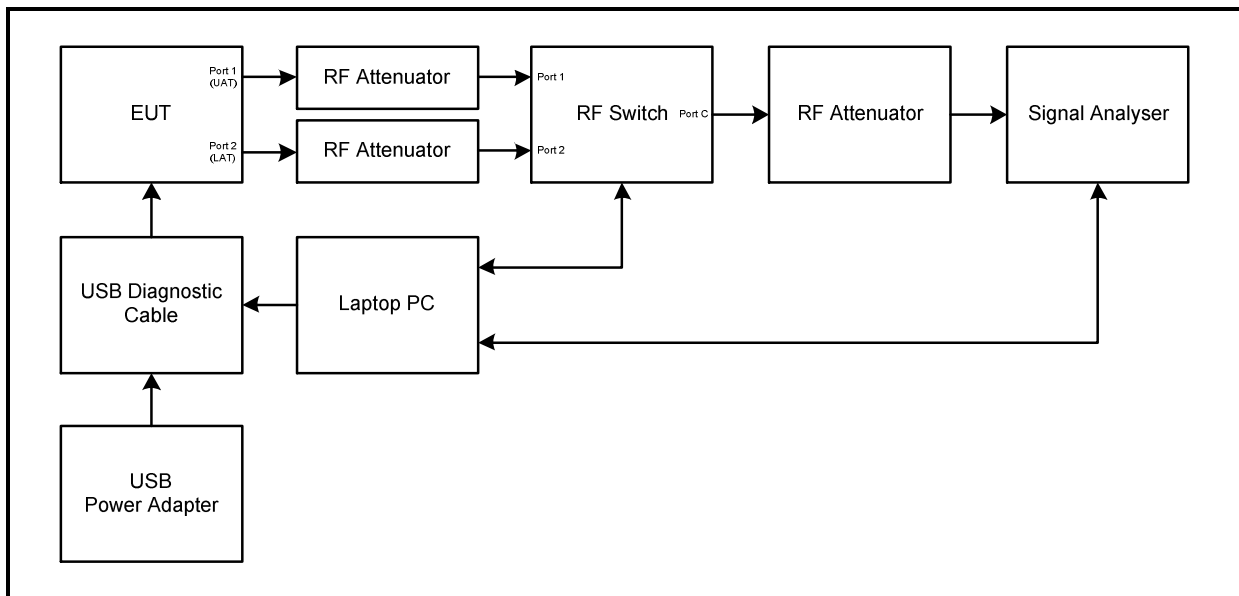 EUT
Port 1
(UAT)
Port 2
(LAT)
RF Attenuator
RF Attenuator
Port 1
Port 2
RF Switch
Port C
RF Attenuator
Signal Analyser
USB Diagnostic
Cable
Laptop PC
USB
Power Adapter